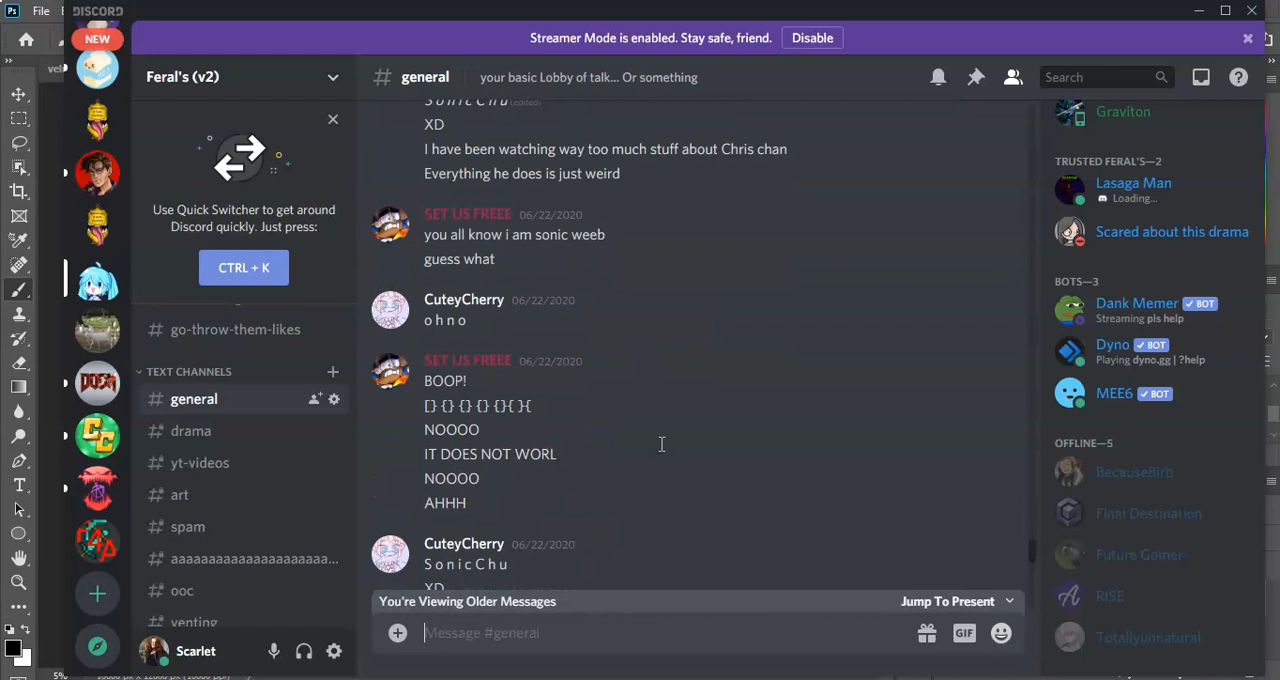 Ps File
DISCORD
NEW
Streamer Mode is enabled. Stay safe, friend. Disable
Feral's (v2)
Use Quick Switcher to get around
Discord quickly. Just press:
CTRL + K
# go-throw-them-likes
TEXT CHANNELS
# general
# drama
# yt-videos
# art
# spam
# aaaaaaaaaaaaaaaaaaaaa...
# ooc
# venting
Scarlet
# general your basic Lobby of talk... Or something
Search
S o n i c C h u (edited)
XD
I have been watching way too much stuff about Chris chan
Everything he does is just weird
SET US FREEE 06/22/2020
you all know i am sonic weeb
guess what
CuteyCherry 06/22/2020
o h n o
SET US FREEE 06/22/2020
BOOP!
[} {} {} {} {}{ }{
NOOOO
IT DOES NOT WORL
NOOOO
AHHH
CuteyCherry 06/22/2020
S o n i c C h u
XD
You're Viewing Older Messages Jump To Present
Message #general
GIF
Graviton
TRUSTED FERAL'S—2
Lasaga Man
Loading...
Scared about this drama
BOTS—3
Dank Memer BOT
Streaming pls help
Dyno BOT
Playing dyno.gg | ?help
MEE6 BOT
OFFLINE—5
BecauseBirb
Final Destination
Future Gamer
RISE
Totallyunnatural